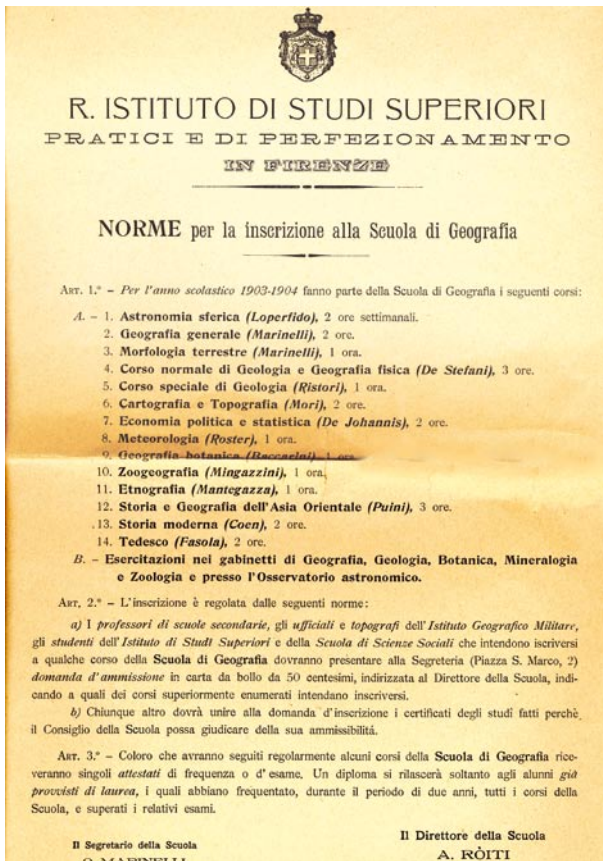 R. ISTITUTO DI STUDI SUPERIORI
PRATICI E DI PERFEZIONAMENTO
IN FIRENZE
NORME per la inscrizione alla Scuola di Geografia
ART. 1.° – Per l'anno scolastico 1903-1904 fanno parte della Scuola di Geografia i seguenti corsi:
A. – 1. Astronomia sferica (Loperfido), 2 ore settimanali.
2. Geografia generale (Marinelli), 2 ore.
3. Morfologia terrestre (Marinelli), 1 ora.
4. Corso normale di Geologia e Geografia fisica (De Stefani), 3 ore.
5. Corso speciale di Geologia (Ristori), 1 ora.
6. Cartografia e Topografia (Mori), 2 ore.
7. Economia politica e statistica (De Johannis), 2 ore.
8. Meteorologia (Roster), 1 ora.
9. Geografia botanica (Baccarini), 1 ora.
10. Zoogeografia (Mingazzini), 1 ora.
11. Etnografia (Mantegazza), 1 ora.
12. Storia e Geografia dell'Asia Orientale (Puini), 3 ore.
13. Storia moderna (Coen), 2 ore.
14. Tedesco (Fasola), 2 ore.
B. – Esercitazioni nei gabinetti di Geografia, Geologia, Botanica, Mineralogia
e Zoologia e presso l'Osservatorio astronomico.
ART. 2.° – L'inscrizione è regolata dalle seguenti norme:
a) I professori di scuole secondarie, gli ufficiali e topografi dell'Istituto Geografico Militare,
gli studenti dell'Istituto di Studi Superiori e della Scuola di Scienze Sociali che intendono iscriversi
a qualche corso della Scuola di Geografia dovranno presentare alla Segreteria (Piazza S. Marco, 2)
domanda d'ammissione in carta da bollo da 50 centesimi, indirizzata al Direttore della Scuola, indi-
cando a quali dei corsi superiormente enumerati intendano inscriversi.
b) Chiunque altro dovrà unire alla domanda d'inscrizione i certificati degli studi fatti perchè
il Consiglio della Scuola possa giudicare della sua ammissibilità.
ART. 3.° – Coloro che avranno seguiti regolarmente alcuni corsi della Scuola di Geografia rice-
veranno singoli attestati di frequenza o d'esame. Un diploma si rilascerà soltanto agli alunni già
provvisti di laurea, i quali abbiano frequentato, durante il periodo di due anni, tutti i corsi della
Scuola, e superati i relativi esami.
Il Segretario della Scuola
O. MARINELLI
Il Direttore della Scuola
A. RÒITI